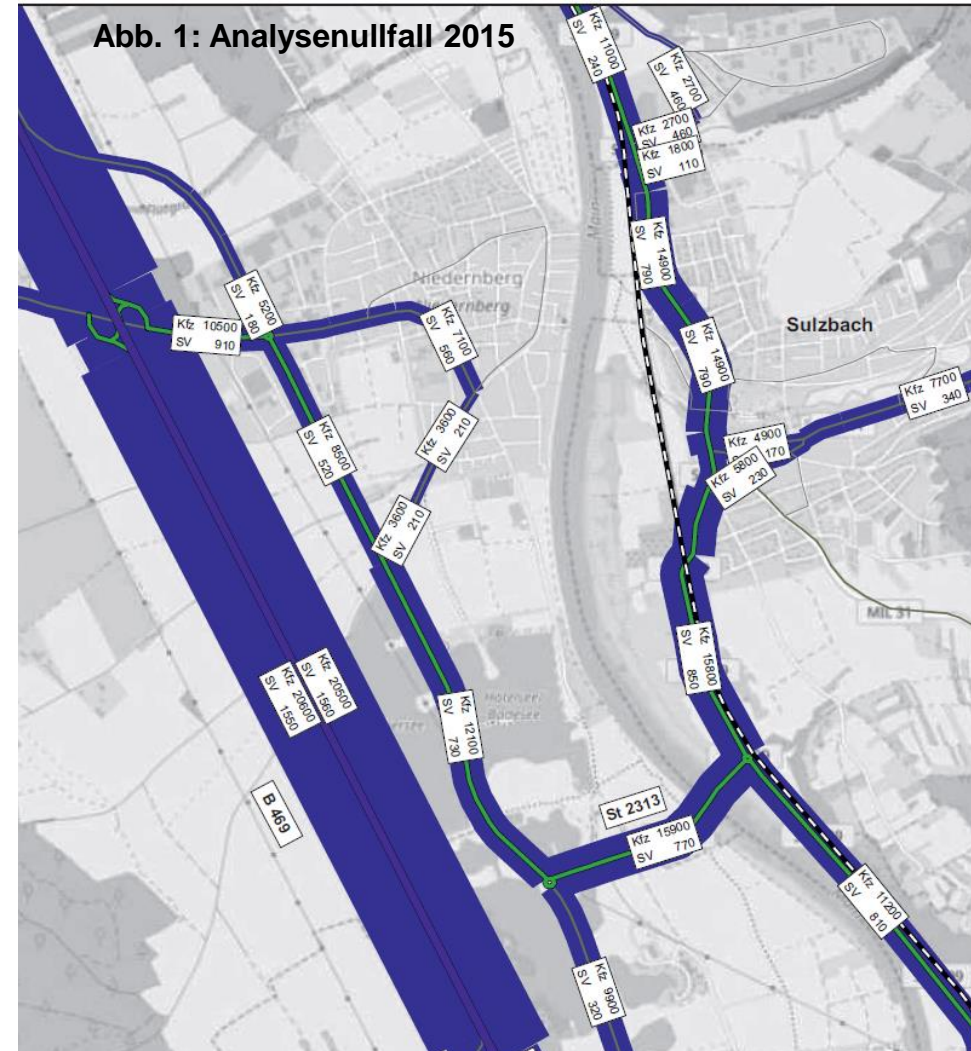 Abb. 1: Analysenullfall 2015
Kfz 11000
SV 240
Kfz 2700
SV 460
Kfz 2700
SV 460
Kfz 1800
SV 110
Kfz 14900
SV 790
Niedernberg
Niedernberg
Main
Kfz 5200
SV 180
Kfz 10500
SV 910
Kfz 7100
SV 560
Sulzbach
Kfz 14900
SV 790
Kfz 7700
SV 340
Kfz 8500
SV 520
Kfz 3600
SV 210
Kfz 4900
170
Kfz 5800
SV 230
Kfz 3600
SV 210
MIL 31
Kfz 20500
SV 1560
Kfz 20600
SV 1550
Kfz 15800
SV 850
Kfz 12100
SV 730
B 469
St 2313
Kfz 15900
SV 770
Kfz 11200
SV 810
Kfz 9900
SV 320